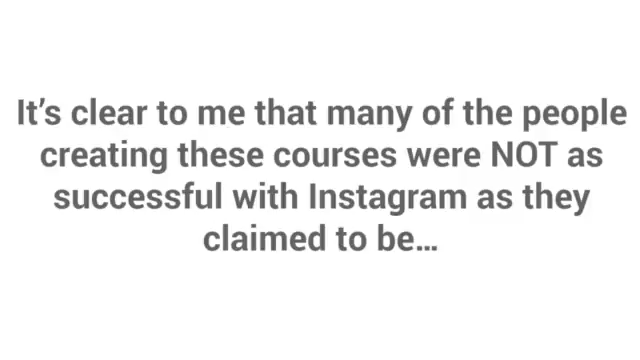 It's clear to me that many of the people
creating these courses were NOT as
successful with Instagram as they
claimed to be...